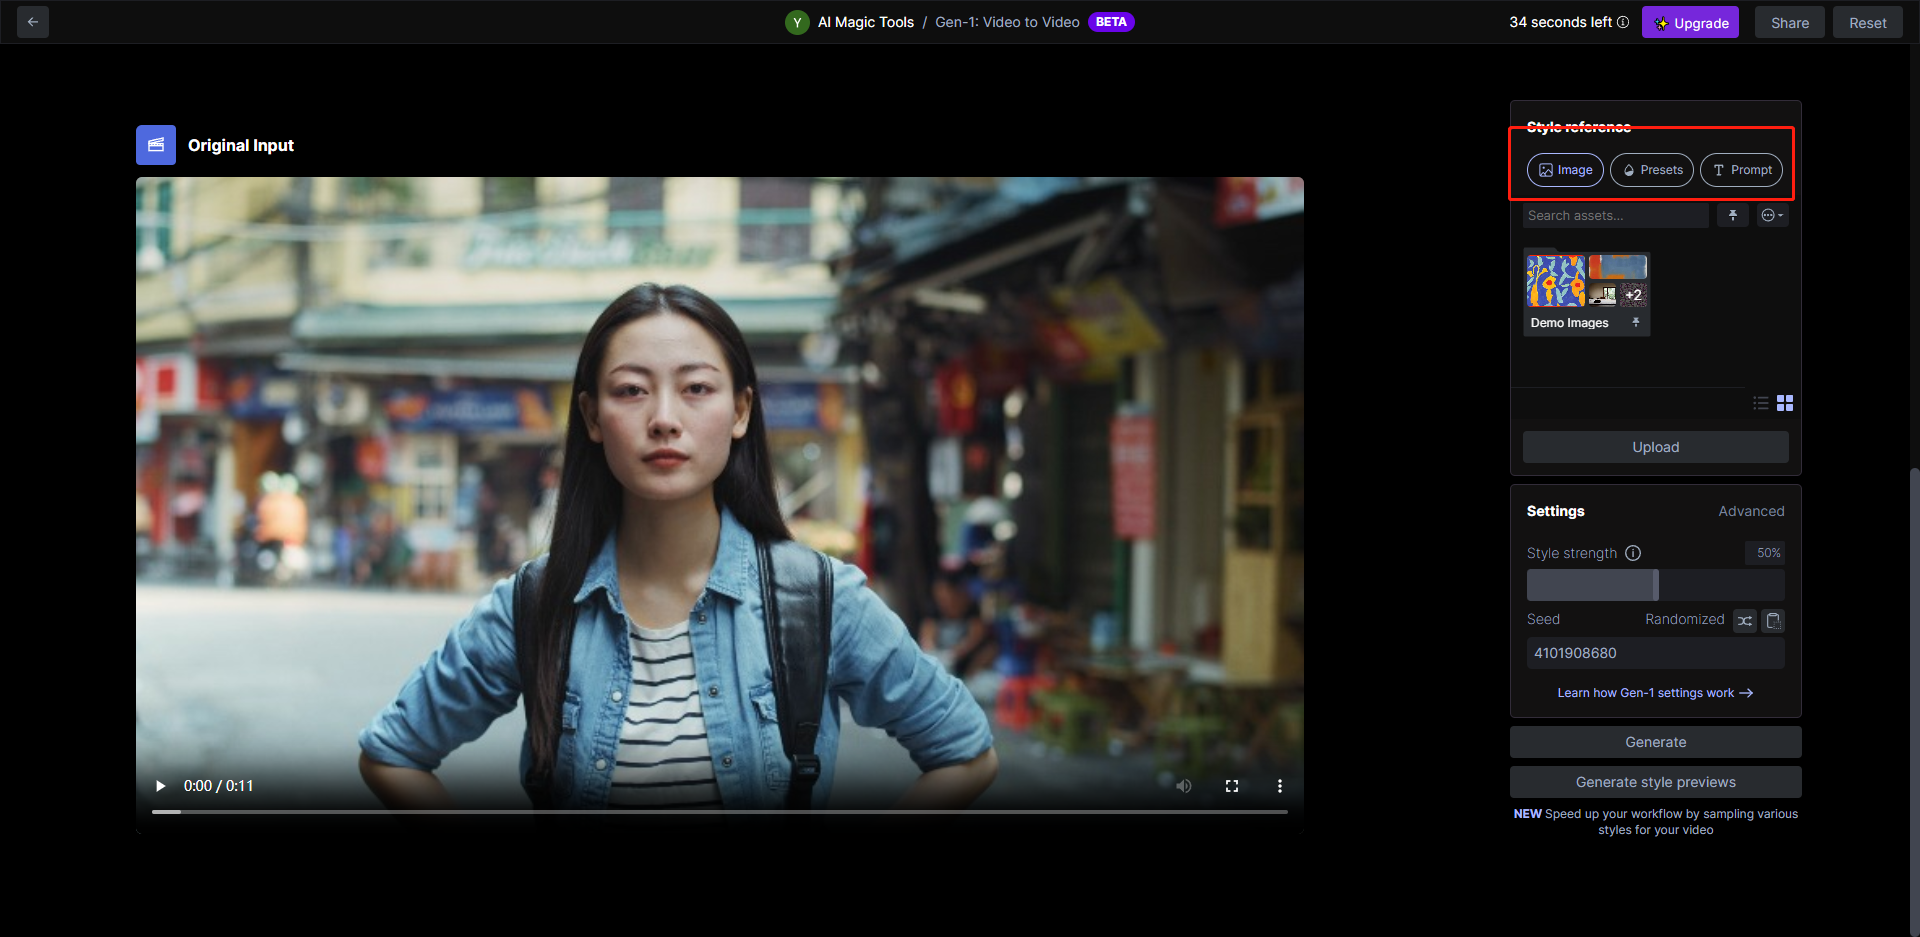 Y AI Magic Tools / Gen-1: Video to Video BETA
34 seconds left
Upgrade
Share
Reset
Original Input
0:00 / 0:11
Style reference
Image
Presets
Prompt
Search assets...
+2
Demo Images
Upload
Settings
Advanced
Style strength
50%
Seed
Randomized
4101908680
Learn how Gen-1 settings work →
Generate
Generate style previews
NEW Speed up your workflow by sampling various
styles for your video